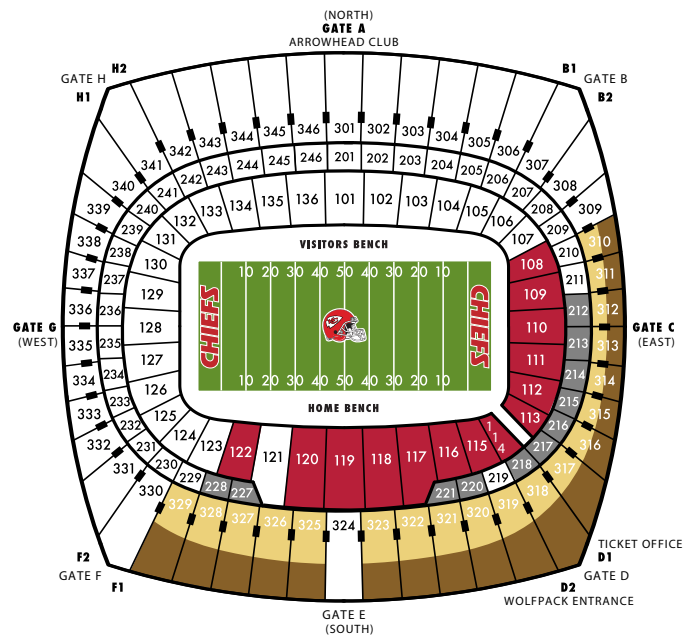 (NORTH)
GATE A
ARROWHEAD CLUB
H2
GATE H
H1
B1
GATE B
B2
341 342 343 344 345 346 301 302 303 304 305 306 307
340 308
339 309
338 310
337 311
336 312
335 313
334 314
333 315
332 316
331 317
330 318
329 328 327 326 325 324 323 322 321 320 319
241 242 243 244 245 246 201 202 203 204 205 206 207
240 208
239 209
238 210
237 211
236 212
235 213
234 214
233 215
232 216
231 217
230 218
229 228 227 221 220 219
132 133 134 135 136 101 102 103 104 105 106
131 107
130 108
129 109
128 110
127 111
126 112
125 113
124 123 122 121 120 119 118 117 116 115 114
VISITORS BENCH
10 20 30 40 50 40 30 20 10
CHIEFS
KC
CHIEFS
10 20 30 40 50 40 30 20 10
HOME BENCH
GATE G
(WEST)
GATE C
(EAST)
F2
GATE F
F1
TICKET OFFICE
D1
GATE D
D2
WOLFPACK ENTRANCE
GATE E
(SOUTH)